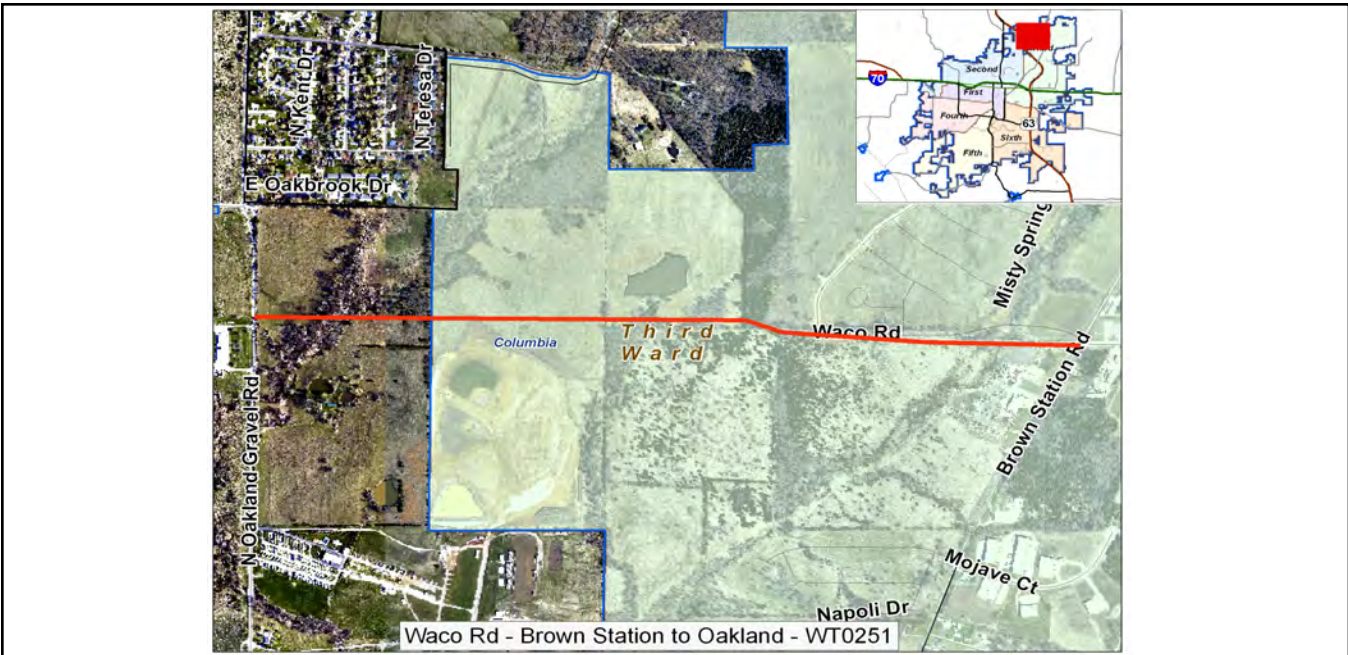 N Kent Dr
N Teresa Dr
E Oakbrook Dr
70
Second
First
Fourth
63
Sixth
Fifth
Misty Spring
Columbia
Third
Ward
Waco Rd
N Oakland Gravel Rd
Brown Station Rd
Mojave Ct
Napoli Dr
Waco Rd - Brown Station to Oakland - WT0251